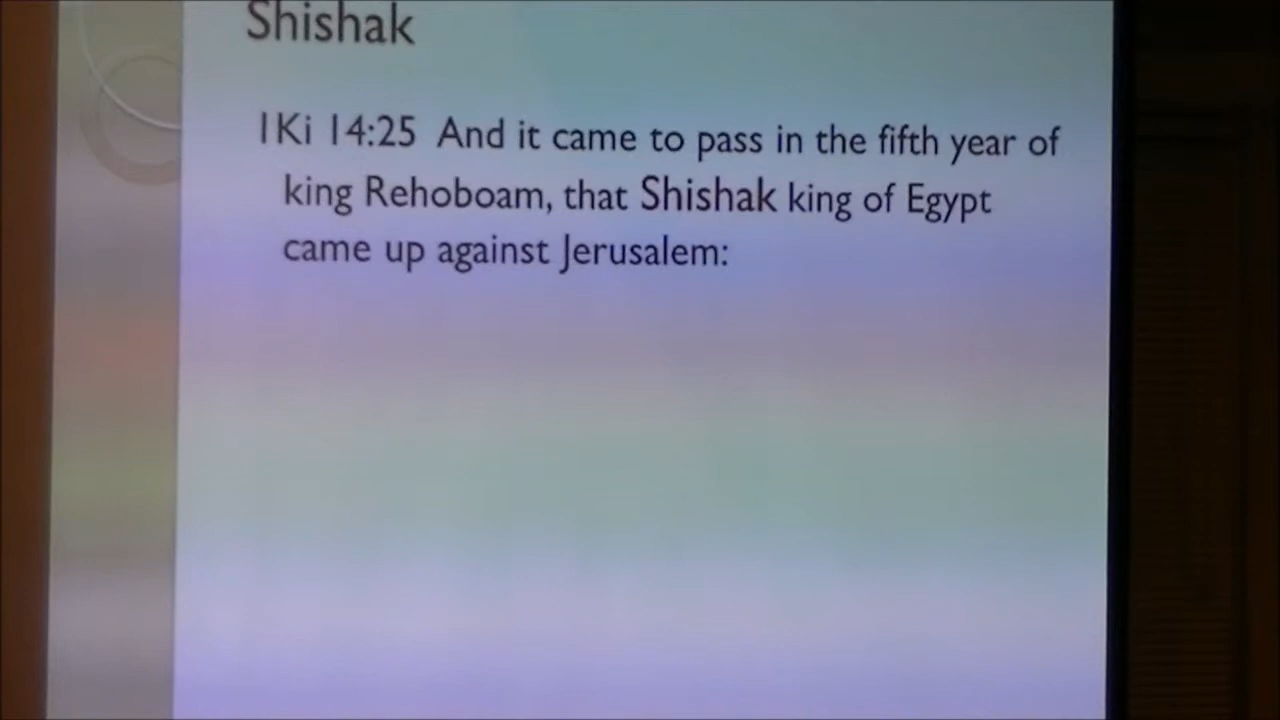 Shishak
1Ki 14:25 And it came to pass in the fifth year of
king Rehoboam, that Shishak king of Egypt
came up against Jerusalem: